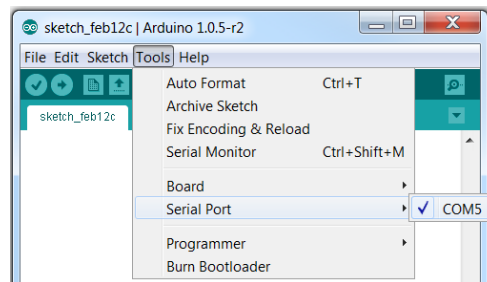 sketch_feb12c | Arduino 1.0.5-r2
File Edit Sketch Tools Help
sketch_feb12c
Auto Format Ctrl+T
Archive Sketch
Fix Encoding & Reload
Serial Monitor Ctrl+Shift+M
Board
Serial Port
COM5
Programmer
Burn Bootloader